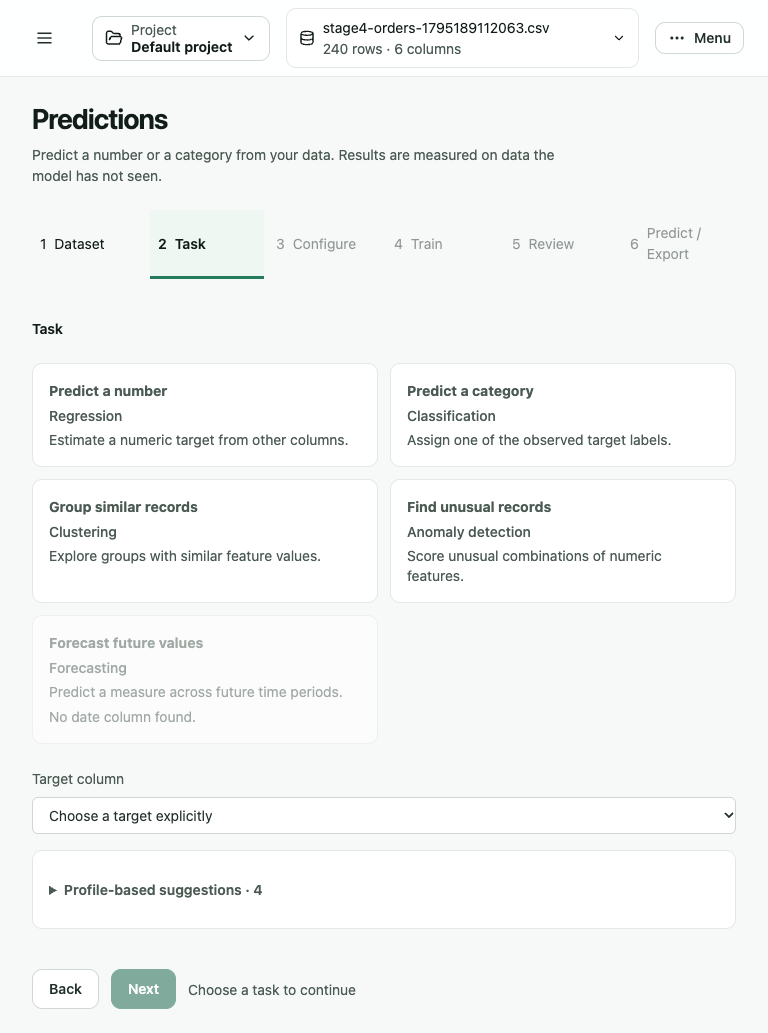 Project
Default project
stage4-orders-1795189112063.csv
240 rows · 6 columns
Menu
Predictions
Predict a number or a category from your data. Results are measured on data the
model has not seen.
1 Dataset
2 Task
3 Configure
4 Train
5 Review
6 Predict /
Export
Task
Predict a number
Regression
Estimate a numeric target from other columns.
Predict a category
Classification
Assign one of the observed target labels.
Group similar records
Clustering
Explore groups with similar feature values.
Find unusual records
Anomaly detection
Score unusual combinations of numeric
features.
Forecast future values
Forecasting
Predict a measure across future time periods.
No date column found.
Target column
Choose a target explicitly
Profile-based suggestions · 4
Back
Next
Choose a task to continue